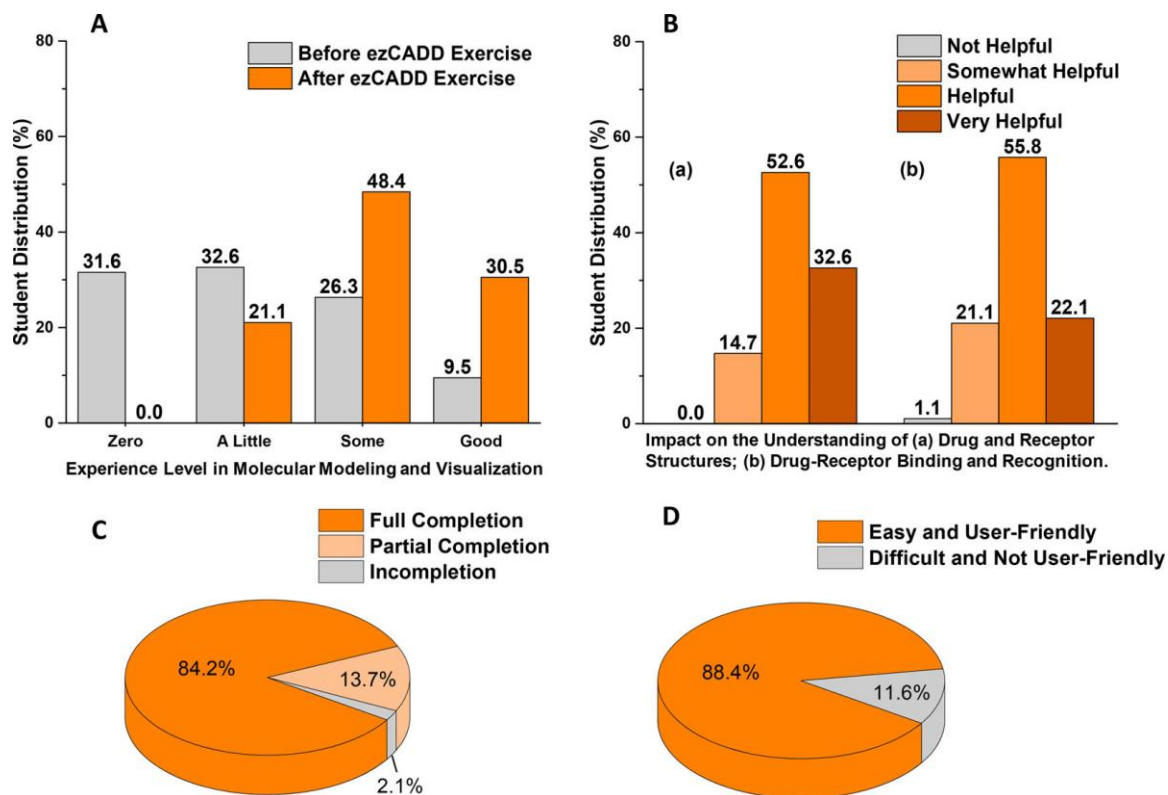 A
Before ezCADD Exercise
After ezCADD Exercise
Student Distribution (%)
80
60
40
20
0
31.6
0.0
32.6
21.1
26.3
48.4
9.5
30.5
Zero
A Little
Some
Good
Experience Level in Molecular Modeling and Visualization
B
Not Helpful
Somewhat Helpful
Helpful
Very Helpful
Student Distribution (%)
80
60
40
20
0
(a)
0.0
14.7
52.6
32.6
(b)
1.1
21.1
55.8
22.1
Impact on the Understanding of (a) Drug and Receptor
Structures; (b) Drug-Receptor Binding and Recognition.
C
Full Completion
Partial Completion
Incompletion
84.2%
13.7%
2.1%
D
Easy and User-Friendly
Difficult and Not User-Friendly
88.4%
11.6%